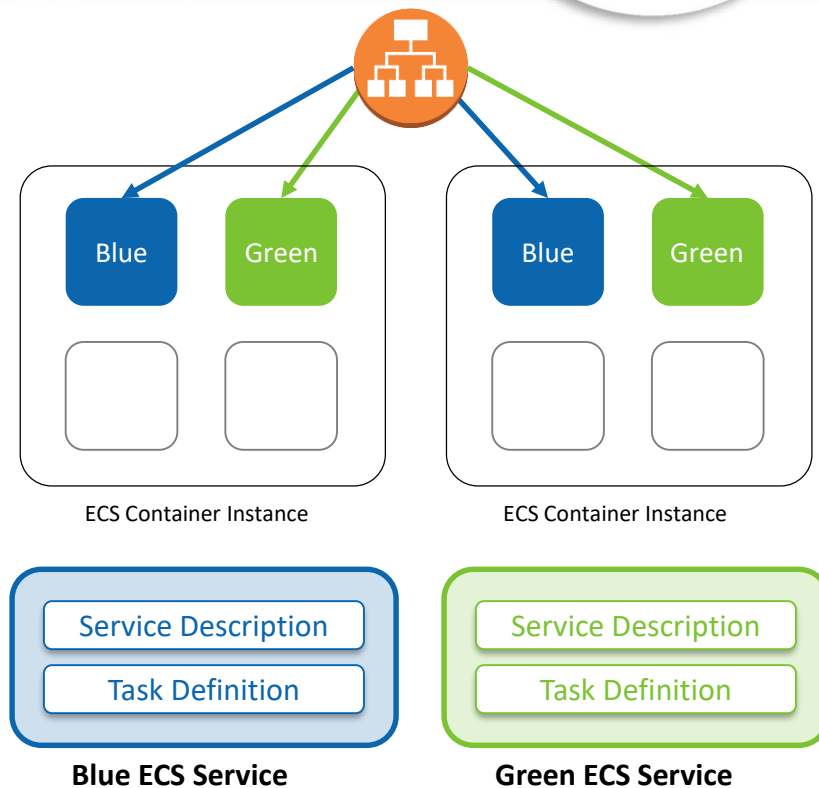 Blue
Green
Blue
Green
ECS Container Instance
ECS Container Instance
Service Description
Task Definition
Service Description
Task Definition
Blue ECS Service
Green ECS Service